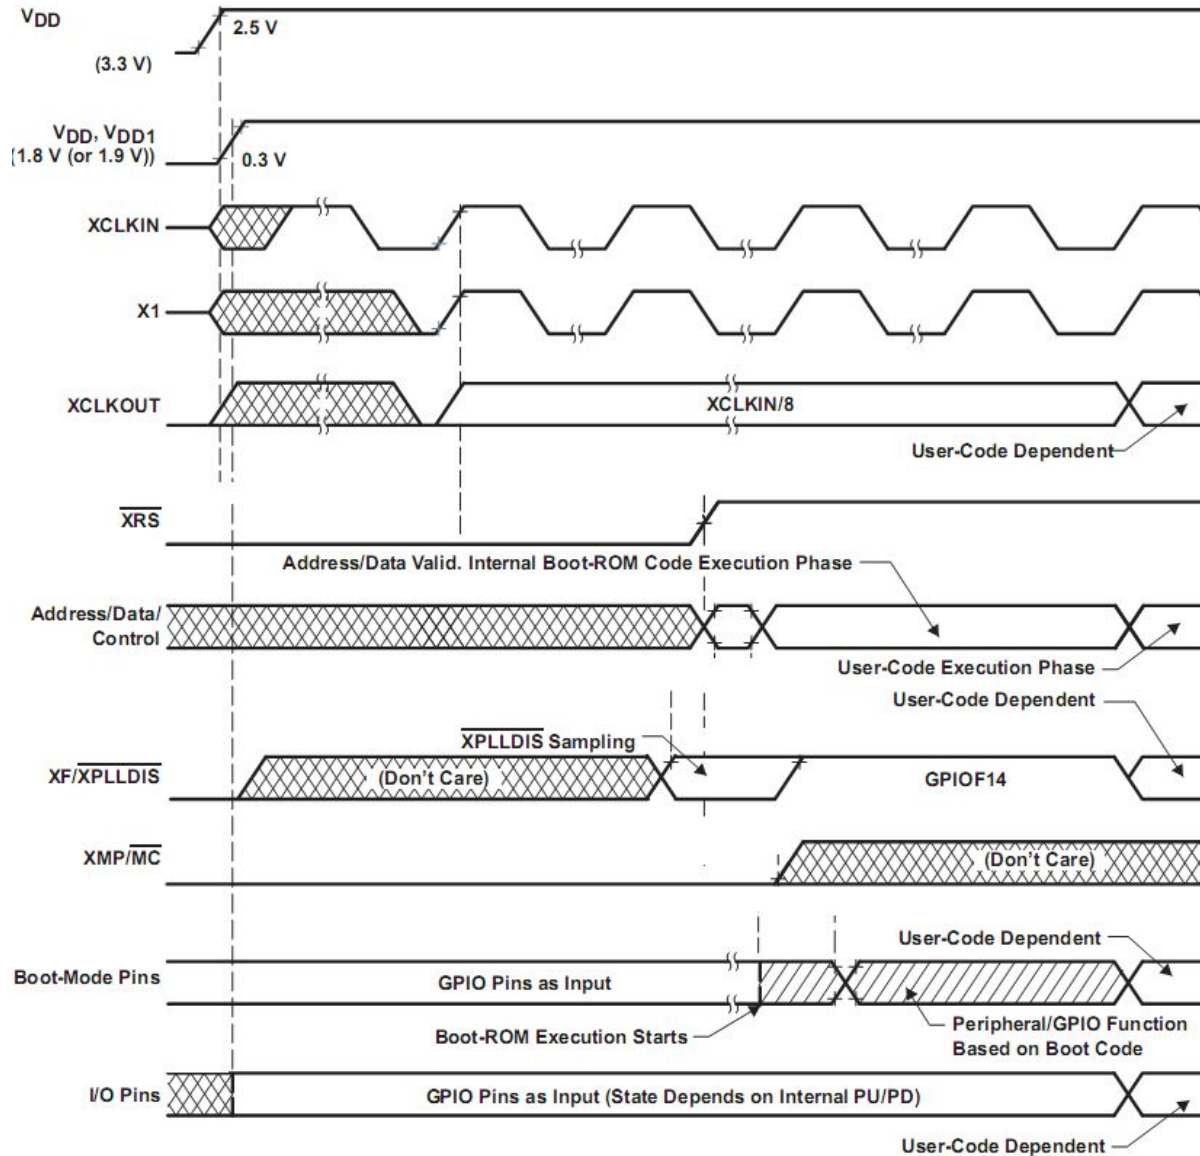 VDD
2.5 V
(3.3 V)
VDD, VDD1
(1.8 V (or 1.9 V))
0.3 V
XCLKIN
X1
XCLKOUT
XCLKIN/8
User-Code Dependent
XRS
Address/Data Valid. Internal Boot-ROM Code Execution Phase
Address/Data/
Control
User-Code Execution Phase
User-Code Dependent
XPLLDIS Sampling
XF/XPLLDIS
(Don't Care)
GPIOF14
XMP/MC
(Don't Care)
User-Code Dependent
Boot-Mode Pins
GPIO Pins as Input
Boot-ROM Execution Starts
Peripheral/GPIO Function
Based on Boot Code
I/O Pins
GPIO Pins as Input (State Depends on Internal PU/PD)
User-Code Dependent